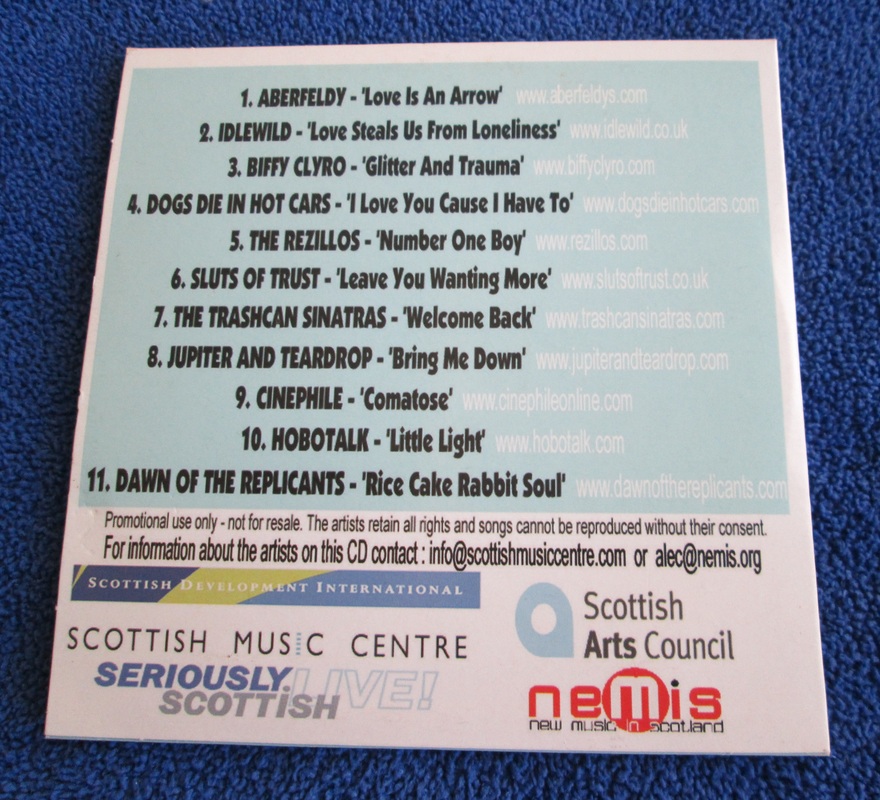 1. ABERFELDY - 'Love Is An Arrow' www.aberfeldys.com
2. IDLEWILD - 'Love Steals Us From Loneliness' www.idlewild.co.uk
3. BIFFY CLYRO - 'Glitter And Trauma' www.biffyclyro.com
4. DOGS DIE IN HOT CARS - 'I Love You Cause I Have To' www.dogsdieinhotcars.com
5. THE REZILLOS - 'Number One Boy' www.rezillos.com
6. SLUTS OF TRUST - 'Leave You Wanting More' www.slutsoftrust.co.uk
7. THE TRASHCAN SINATRAS - 'Welcome Back' www.trashcansinatras.com
8. JUPITER AND TEARDROP - 'Bring Me Down' www.jupiterandteardrop.com
9. CINEPHILE - 'Comatose' www.cinephileonline.com
10. HOBOTALK - 'Little Light' www.hobotalk.com
11. DAWN OF THE REPLICANTS - 'Rice Cake Rabbit Soul' www.dawnofthereplicants.com
Promotional use only - not for resale. The artists retain all rights and songs cannot be reproduced without their consent.
For information about the artists on this CD contact : info@scottishmusiccentre.com or alec@nemis.org
SCOTTISH DEVELOPMENT INTERNATIONAL
SCOTTISH MUSIC CENTRE
SERIOUSLY LIVE!
SCOTTiSH
Scottish
Arts Council
nemis
new music in scotland